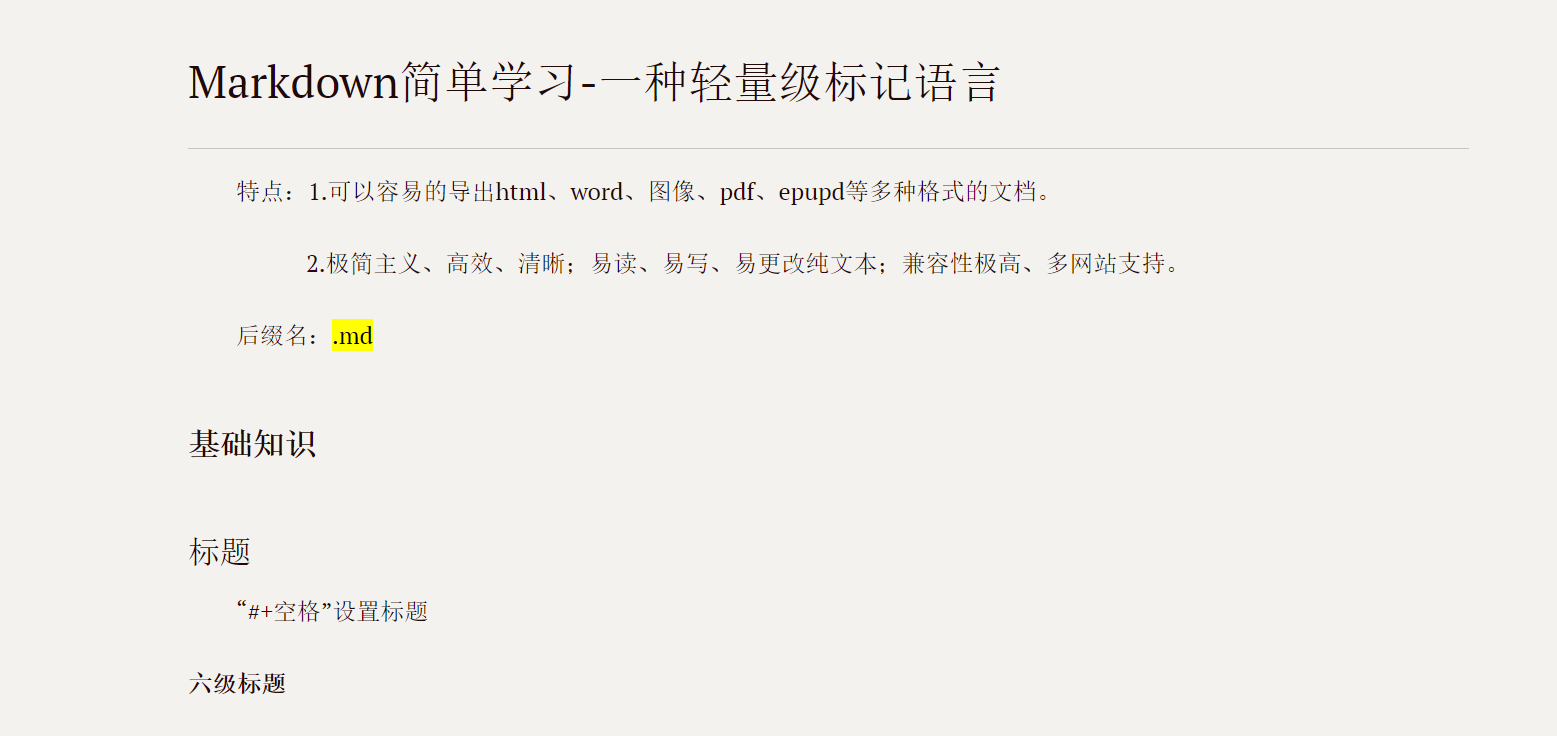 Markdown简单学习-一种轻量级标记语言
特点：1.可以容易的导出html、word、图像、pdf、epupd等多种格式的文档。
2.极简主义、高效、清晰；易读、易写、易更改纯文本；兼容性极高、多网站支持。
后缀名：.md
基础知识
标题
“#+空格”设置标题
六级标题